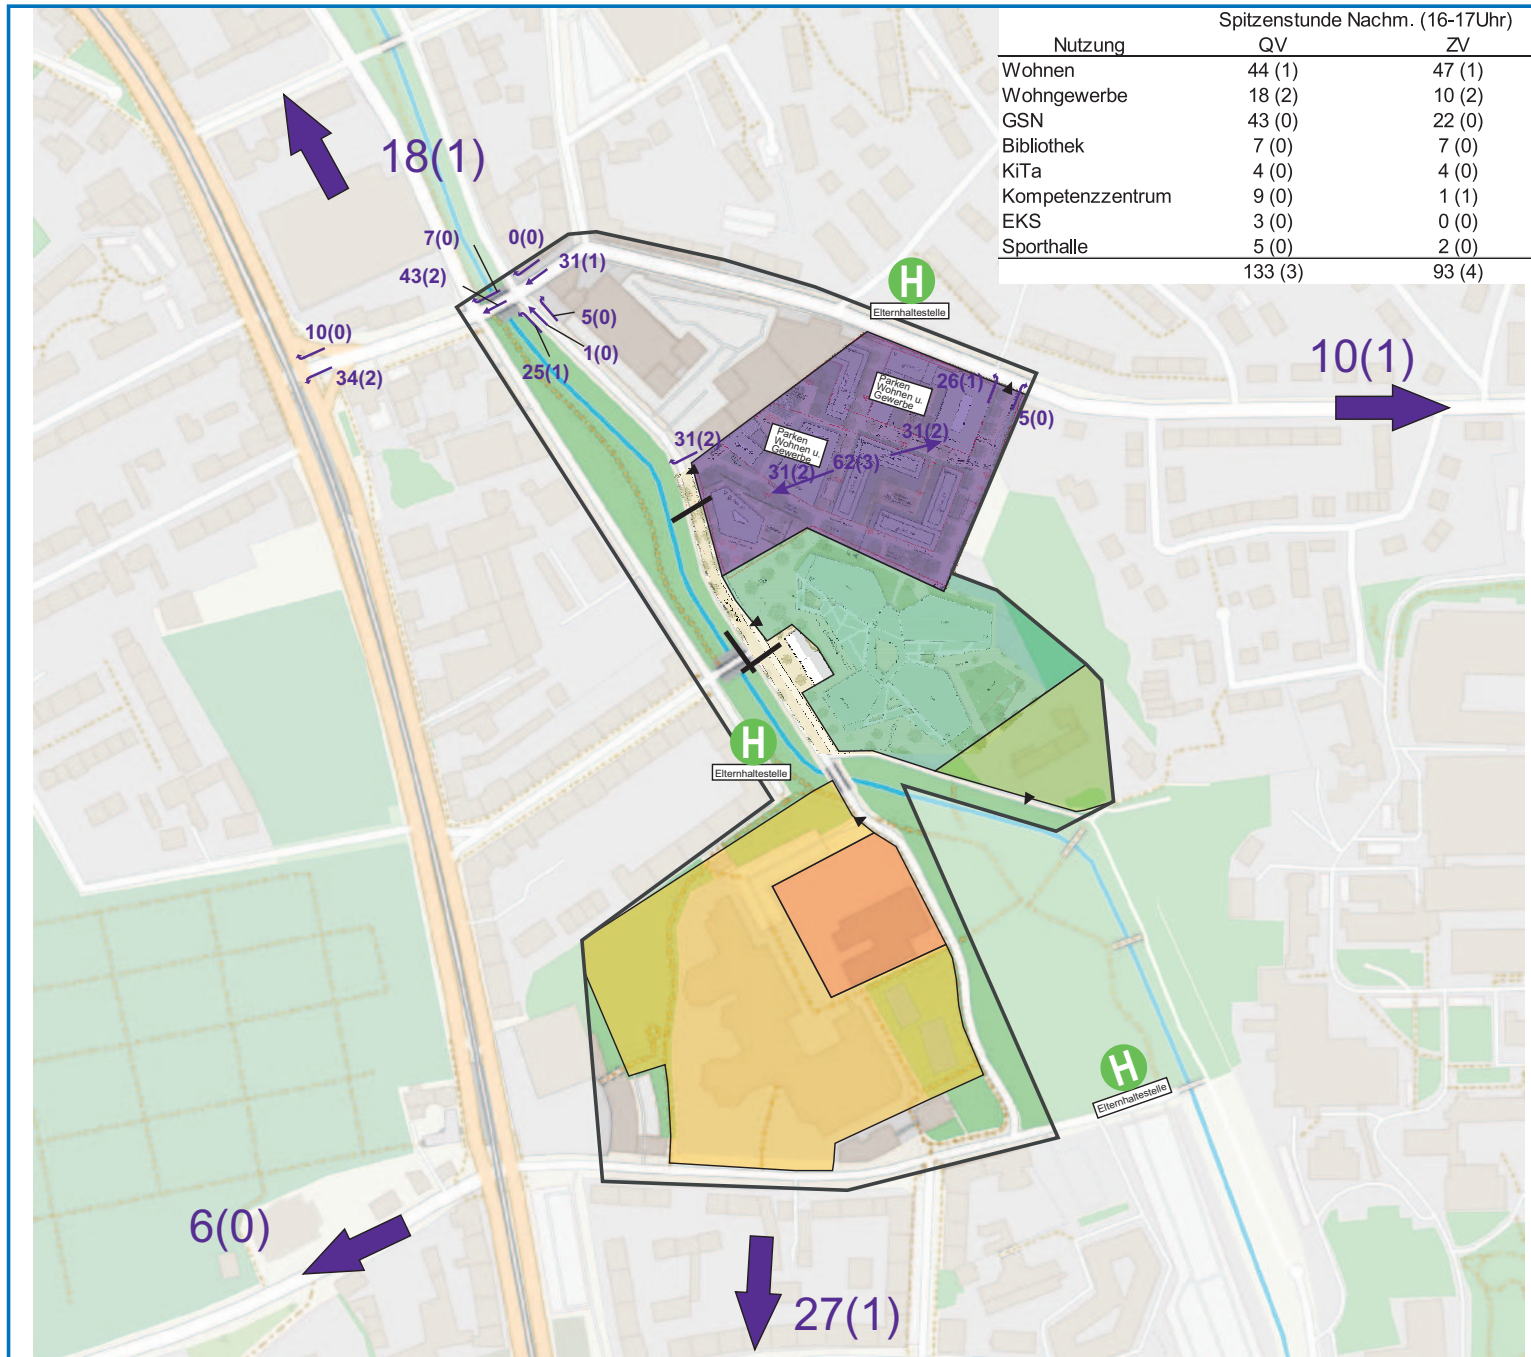 Spitzenstunde Nachm. (16-17Uhr)
Nutzung QV ZV
Wohnen 44 (1) 47 (1)
Wohngewerbe 18 (2) 10 (2)
GSN 43 (0) 22 (0)
Bibliothek 7 (0) 7 (0)
KiTa 4 (0) 4 (0)
Kompetenzzentrum 9 (0) 1 (1)
EKS 3 (0) 0 (0)
Sporthalle 5 (0) 2 (0)
133 (3) 93 (4)
18(1)
7(0)
0(0)
31(1)
43(2)
5(0)
1(0)
25(1)
10(0)
34(2)
H
Elternhaltestelle
10(1)
Parken
Wohnen u.
Gewerbe
26(1)
5(0)
Parken
Wohnen u.
Gewerbe
31(2)
31(2)
62(3)
31(2)
H
Elternhaltestelle
H
Elternhaltestelle
6(0)
27(1)